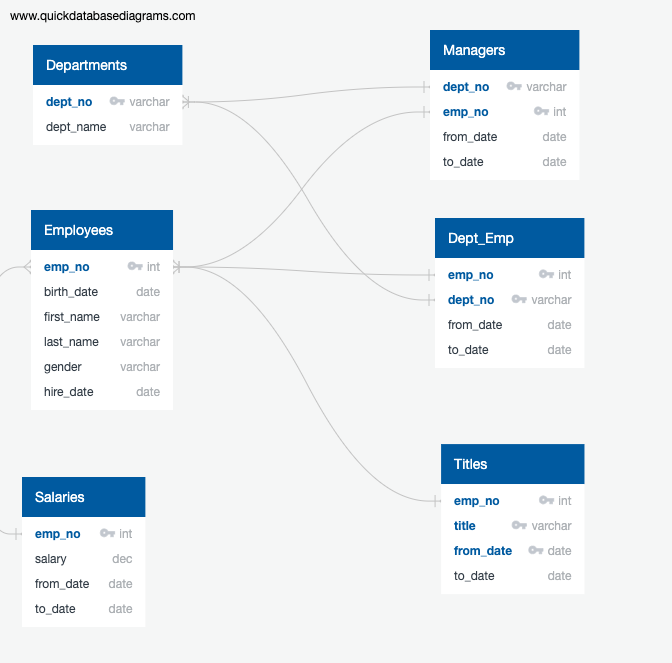 www.quickdatabasediagrams.com
Departments
dept_no varchar
dept_name varchar
Managers
dept_no varchar
emp_no int
from_date date
to_date date
Employees
emp_no int
birth_date date
first_name varchar
last_name varchar
gender varchar
hire_date date
Dept_Emp
emp_no int
dept_no varchar
from_date date
to_date date
Salaries
emp_no int
salary dec
from_date date
to_date date
Titles
emp_no int
title varchar
from_date date
to_date date